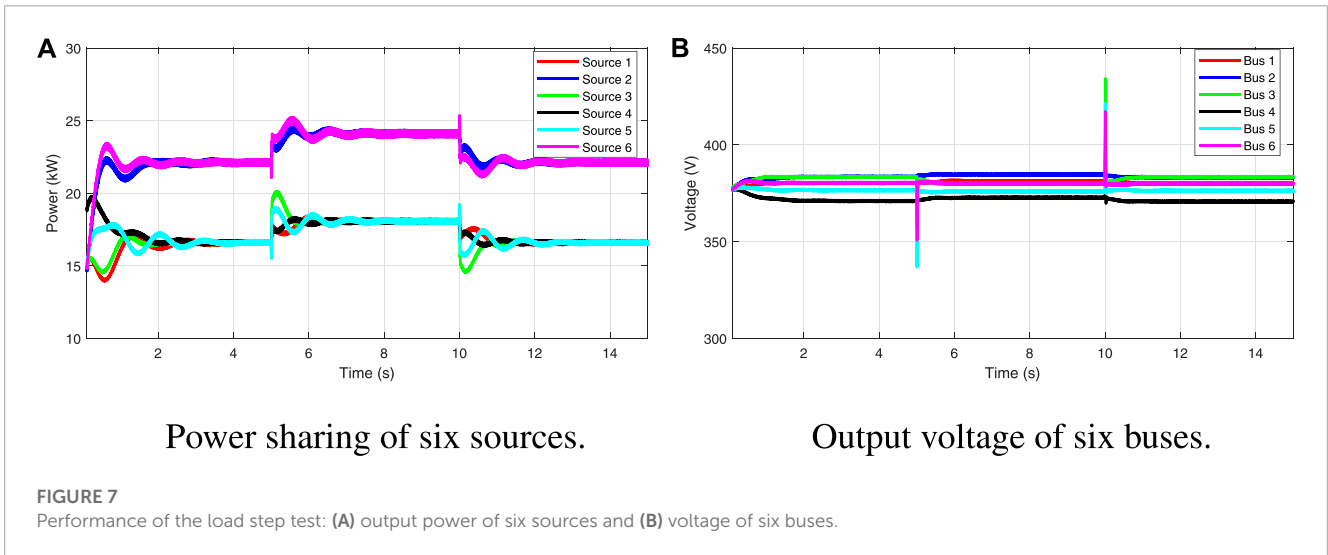 A
30
25
20
15
10
Power (kW)
2
4
6
8
10
12
14
Time (s)
Source 1
Source 2
Source 3
Source 4
Source 5
Source 6
Power sharing of six sources.
B
450
400
350
300
Voltage (V)
2
4
6
8
10
12
14
Time (s)
Bus 1
Bus 2
Bus 3
Bus 4
Bus 5
Bus 6
Output voltage of six buses.
FIGURE 7
Performance of the load step test: (A) output power of six sources and (B) voltage of six buses.